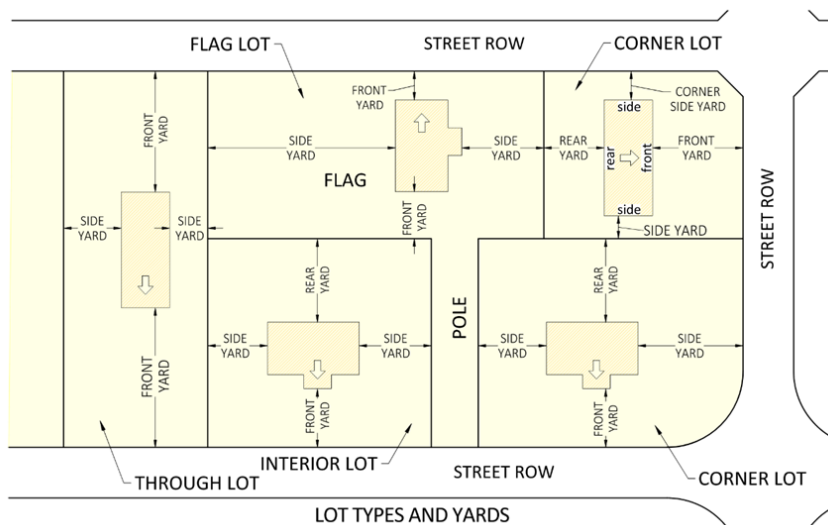 FLAG LOT
STREET ROW
CORNER LOT
FRONT
YARD
FRONT
YARD
side
CORNER
SIDE YARD
SIDE
YARD
SIDE
YARD
REAR
YARD
rear
front
FRONT
YARD
FLAG
side
SIDE
YARD
SIDE
YARD
FRONT
YARD
SIDE YARD
STREET ROW
REAR
YARD
REAR
YARD
POLE
FRONT
YARD
SIDE
YARD
SIDE
YARD
SIDE
YARD
SIDE
YARD
FRONT
YARD
FRONT
YARD
THROUGH LOT
INTERIOR LOT
STREET ROW
CORNER LOT
LOT TYPES AND YARDS